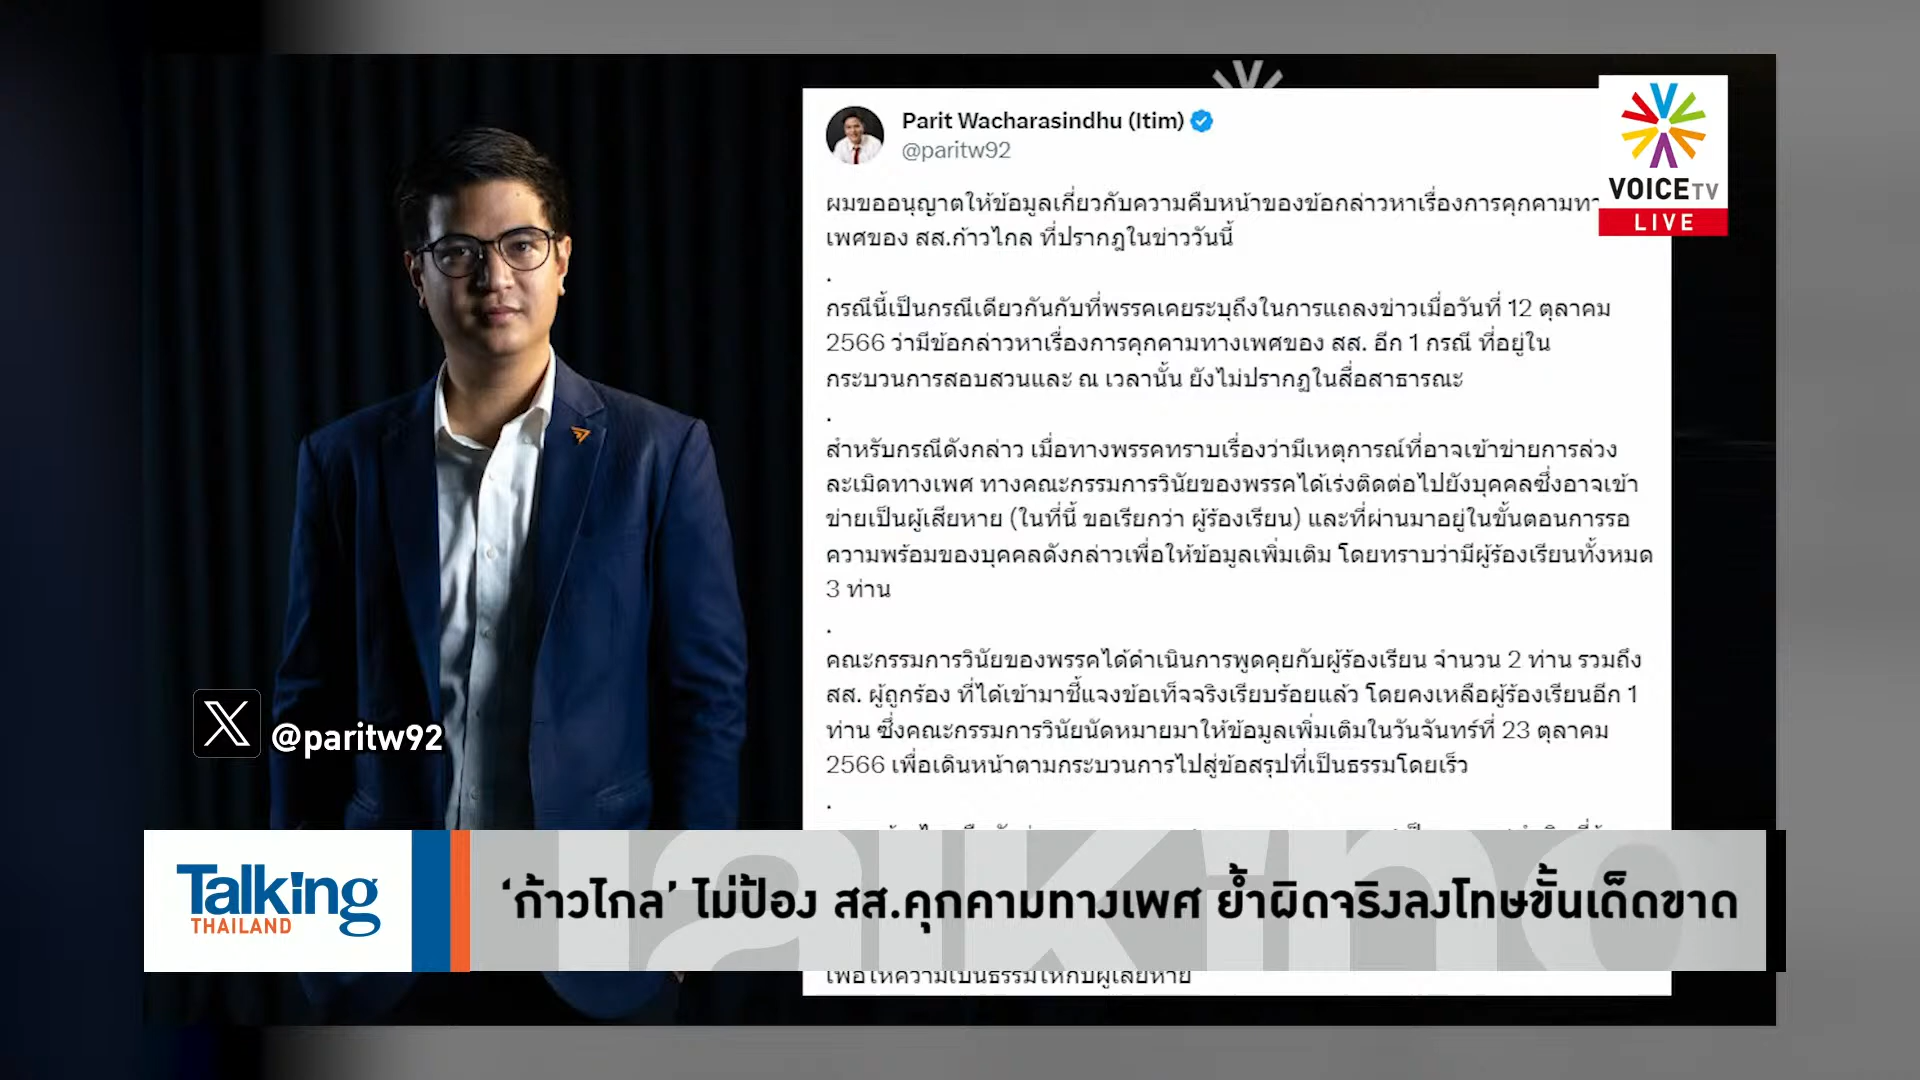 Parit Wacharasindhu (Itim)
@paritw92
VOICETV
LIVE
ผมขออนุญาตให้ข้อมูลเกี่ยวกับความคืบหน้าของข้อกล่าวหาเรื่องการคุกคาม
เพศของ สส.ก้าวไกล ที่ปรากฏในข่าววันนี้
.
กรณีนี้เป็นกรณีเดียวกันกับที่พรรคเคยระบุถึงในการแถลงข่าวเมื่อวันที่ 12 ตุลาคม
2566 ว่ามีข้อกล่าวหาเรื่องการคุกคามทางเพศของ สส. อีก 1 กรณี ที่อยู่ใน
กระบวนการสอบสวนและ ณ เวลานั้น ยังไม่ปรากฏในสื่อสาธารณะ
.
สำหรับกรณีดังกล่าว เมื่อทางพรรคทราบเรื่องว่ามีเหตุการณ์ที่อาจเข้าข่ายการล่วง
ละเมิดทางเพศ ทางคณะกรรมการวินัยของพรรคได้เร่งติดต่อไปยังบุคคลซึ่งอาจเข้า
ข่ายเป็นผู้เสียหาย (ในที่นี้ ขอเรียกว่า ผู้ร้องเรียน) และที่ผ่านมาอยู่ในขั้นตอนการรอ
ความพร้อมของบุคคลดังกล่าวเพื่อให้ข้อมูลเพิ่มเติม โดยทราบว่ามีผู้ร้องเรียนทั้งหมด
3 ท่าน
.
คณะกรรมการวินัยของพรรคได้ดำเนินการพูดคุยกับผู้ร้องเรียน จำนวน 2 ท่าน รวมถึง
สส. ผู้ถูกร้อง ที่ได้เข้ามาชี้แจงข้อเท็จจริงเรียบร้อยแล้ว โดยคงเหลือผู้ร้องเรียนอีก 1
ท่าน ซึ่งคณะกรรมการวินัยนัดหมายมาให้ข้อมูลเพิ่มเติมในวันจันทร์ที่ 23 ตุลาคม
2566 เพื่อเดินหน้าตามกระบวนการไปสู่ข้อสรุปที่เป็นธรรมโดยเร็ว
.
@paritw92
Talking
THAILAND
‘ก้าวไกล’ ไม่ป้อง สส.คุกคามทางเพศ ย้ำผิดจริงลงโทษขั้นเด็ดขาด
เพื่อให้ความเป็นธรรมให้กับผู้เสียหาย